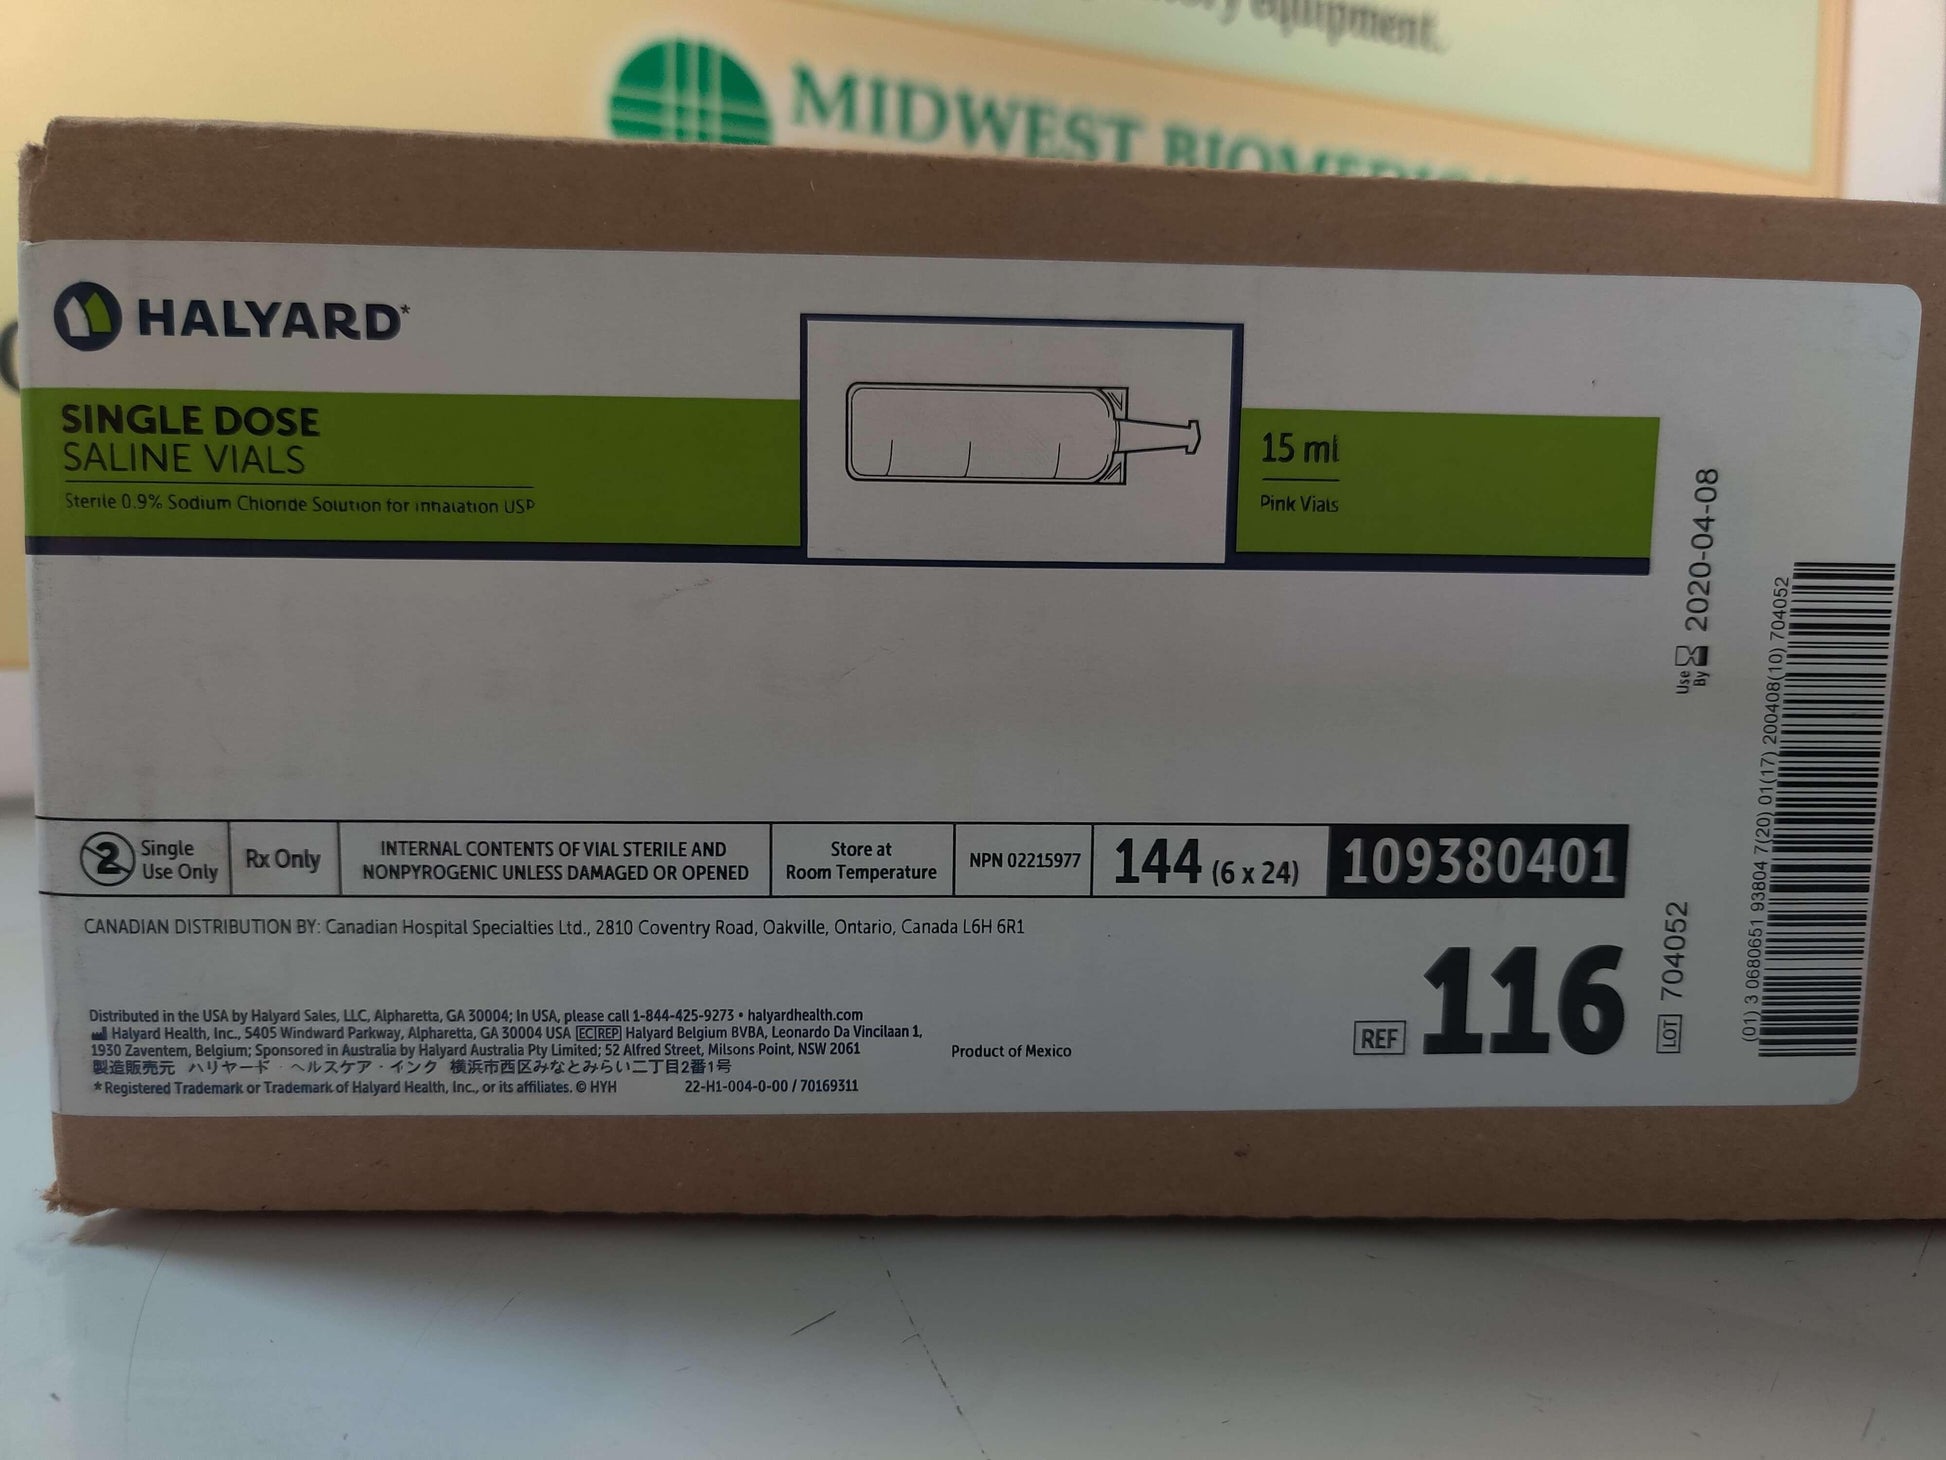 equipment.
MIDWEST BIOMEDICAL
HALYARD*
SINGLE DOSE
SALINE VIALS
Sterile 0.9% Sodium Chloride Solution for Inhalation USP
15 ml
Pink Vials
Use By 2020-04-08
(01) 3 0680651 93804 7(20) 01(17) 200408(10) 704052
2 Single Use Only
Rx Only
INTERNAL CONTENTS OF VIAL STERILE AND
NONPYROGENIC UNLESS DAMAGED OR OPENED
Store at
Room Temperature
NPN 02215977
144 (6 x 24)
109380401
CANADIAN DISTRIBUTION BY: Canadian Hospital Specialties Ltd., 2810 Coventry Road, Oakville, Ontario, Canada L6H 6R1
REF 116
LOT 704052
Distributed in the USA by Halyard Sales, LLC, Alpharetta, GA 30004; In USA, please call 1-844-425-9273 • halyardhealth.com
Halyard Health, Inc., 5405 Windward Parkway, Alpharetta, GA 30004 USA EC REP Halyard Belgium BVBA, Leonardo Da Vincilaan 1,
1930 Zaventem, Belgium; Sponsored in Australia by Halyard Australia Pty Limited; 52 Alfred Street, Milsons Point, NSW 2061
製造販売元 ハリヤード・ヘルスケア・インク 横浜市西区みなとみらい二丁目2番1号
*Registered Trademark or Trademark of Halyard Health, Inc., or its affiliates. © HYH 22-H1-004-0-00 / 70169311
Product of Mexico